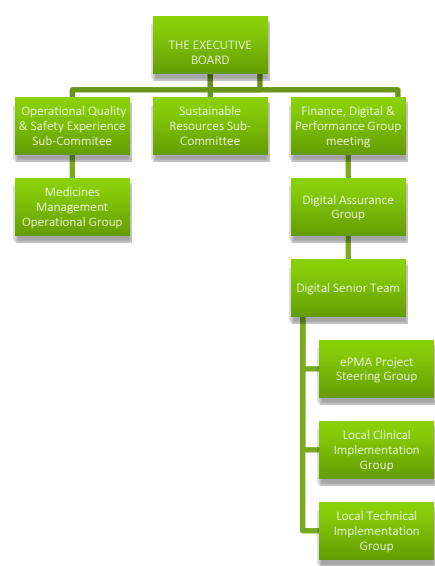 THE EXECUTIVE
BOARD
Operational Quality
& Safety Experience
Sub-Commitee
Sustainable
Resources Sub-
Committee
Finance, Digital &
Performance Group
meeting
Medicines
Management
Operational Group
Digital Assurance
Group
Digital Senior Team
ePMA Project
Steering Group
Local Clinical
Implementation
Group
Local Technical
Implementation
Group